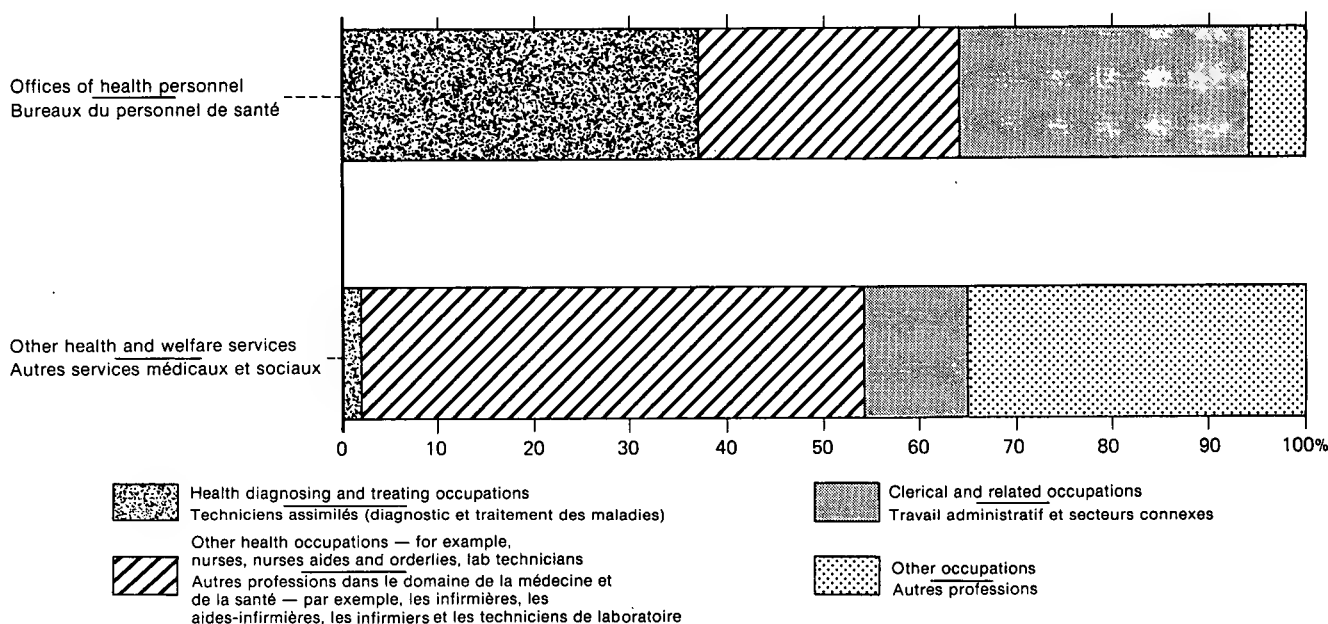 Offices of health personnel
Bureaux du personnel de santé
Other health and welfare services
Autres services médicaux et sociaux
0 10 20 30 40 50 60 70 80 90 100%
Health diagnosing and treating occupations
Techniciens assimilés (diagnostic et traitement des maladies)
Other health occupations — for example,
nurses, nurses aides and orderlies, lab technicians
Autres professions dans le domaine de la médecine et
de la santé — par exemple, les infirmières, les
aides-infirmières, les infirmiers et les techniciens de laboratoire
Clerical and related occupations
Travail administratif et secteurs connexes
Other occupations
Autres professions